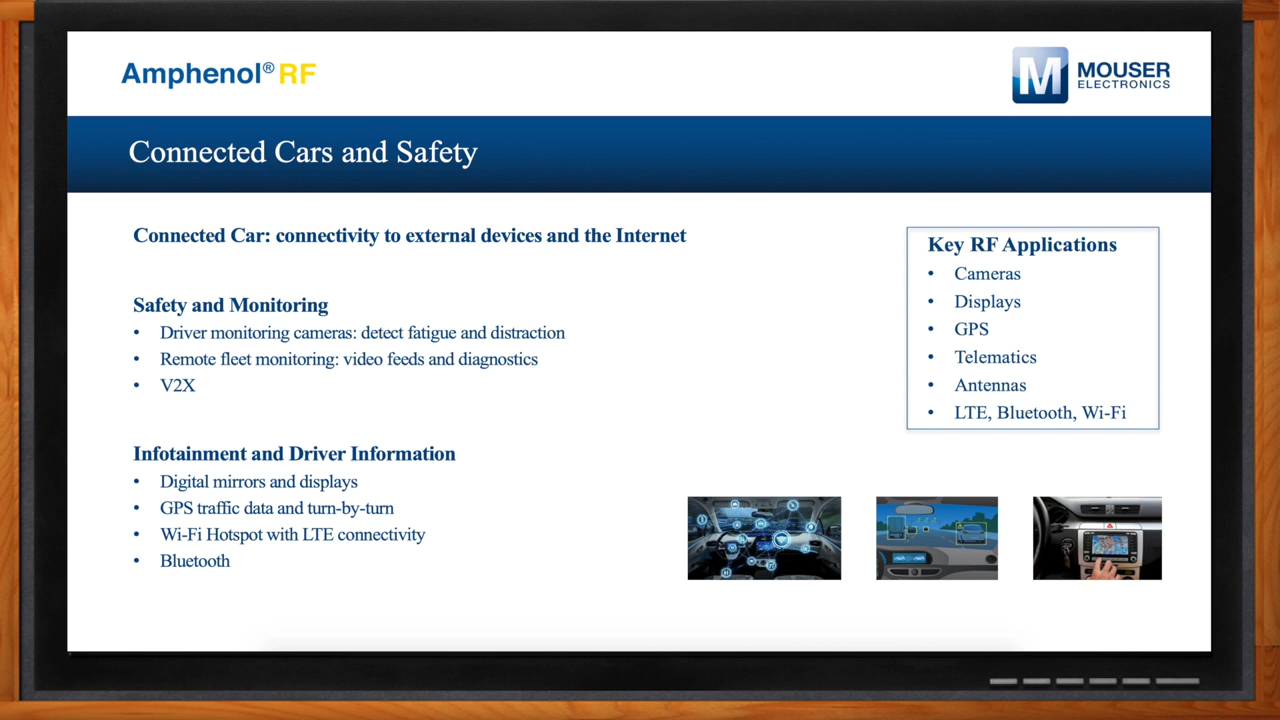 Amphenol® RF
M MOUSER
ELECTRONICS
Connected Cars and Safety
Connected Car: connectivity to external devices and the Internet
Safety and Monitoring
• Driver monitoring cameras: detect fatigue and distraction
• Remote fleet monitoring: video feeds and diagnostics
• V2X
Infotainment and Driver Information
• Digital mirrors and displays
• GPS traffic data and turn-by-turn
• Wi-Fi Hotspot with LTE connectivity
• Bluetooth
Key RF Applications
• Cameras
• Displays
• GPS
• Telematics
• Antennas
• LTE, Bluetooth, Wi-Fi